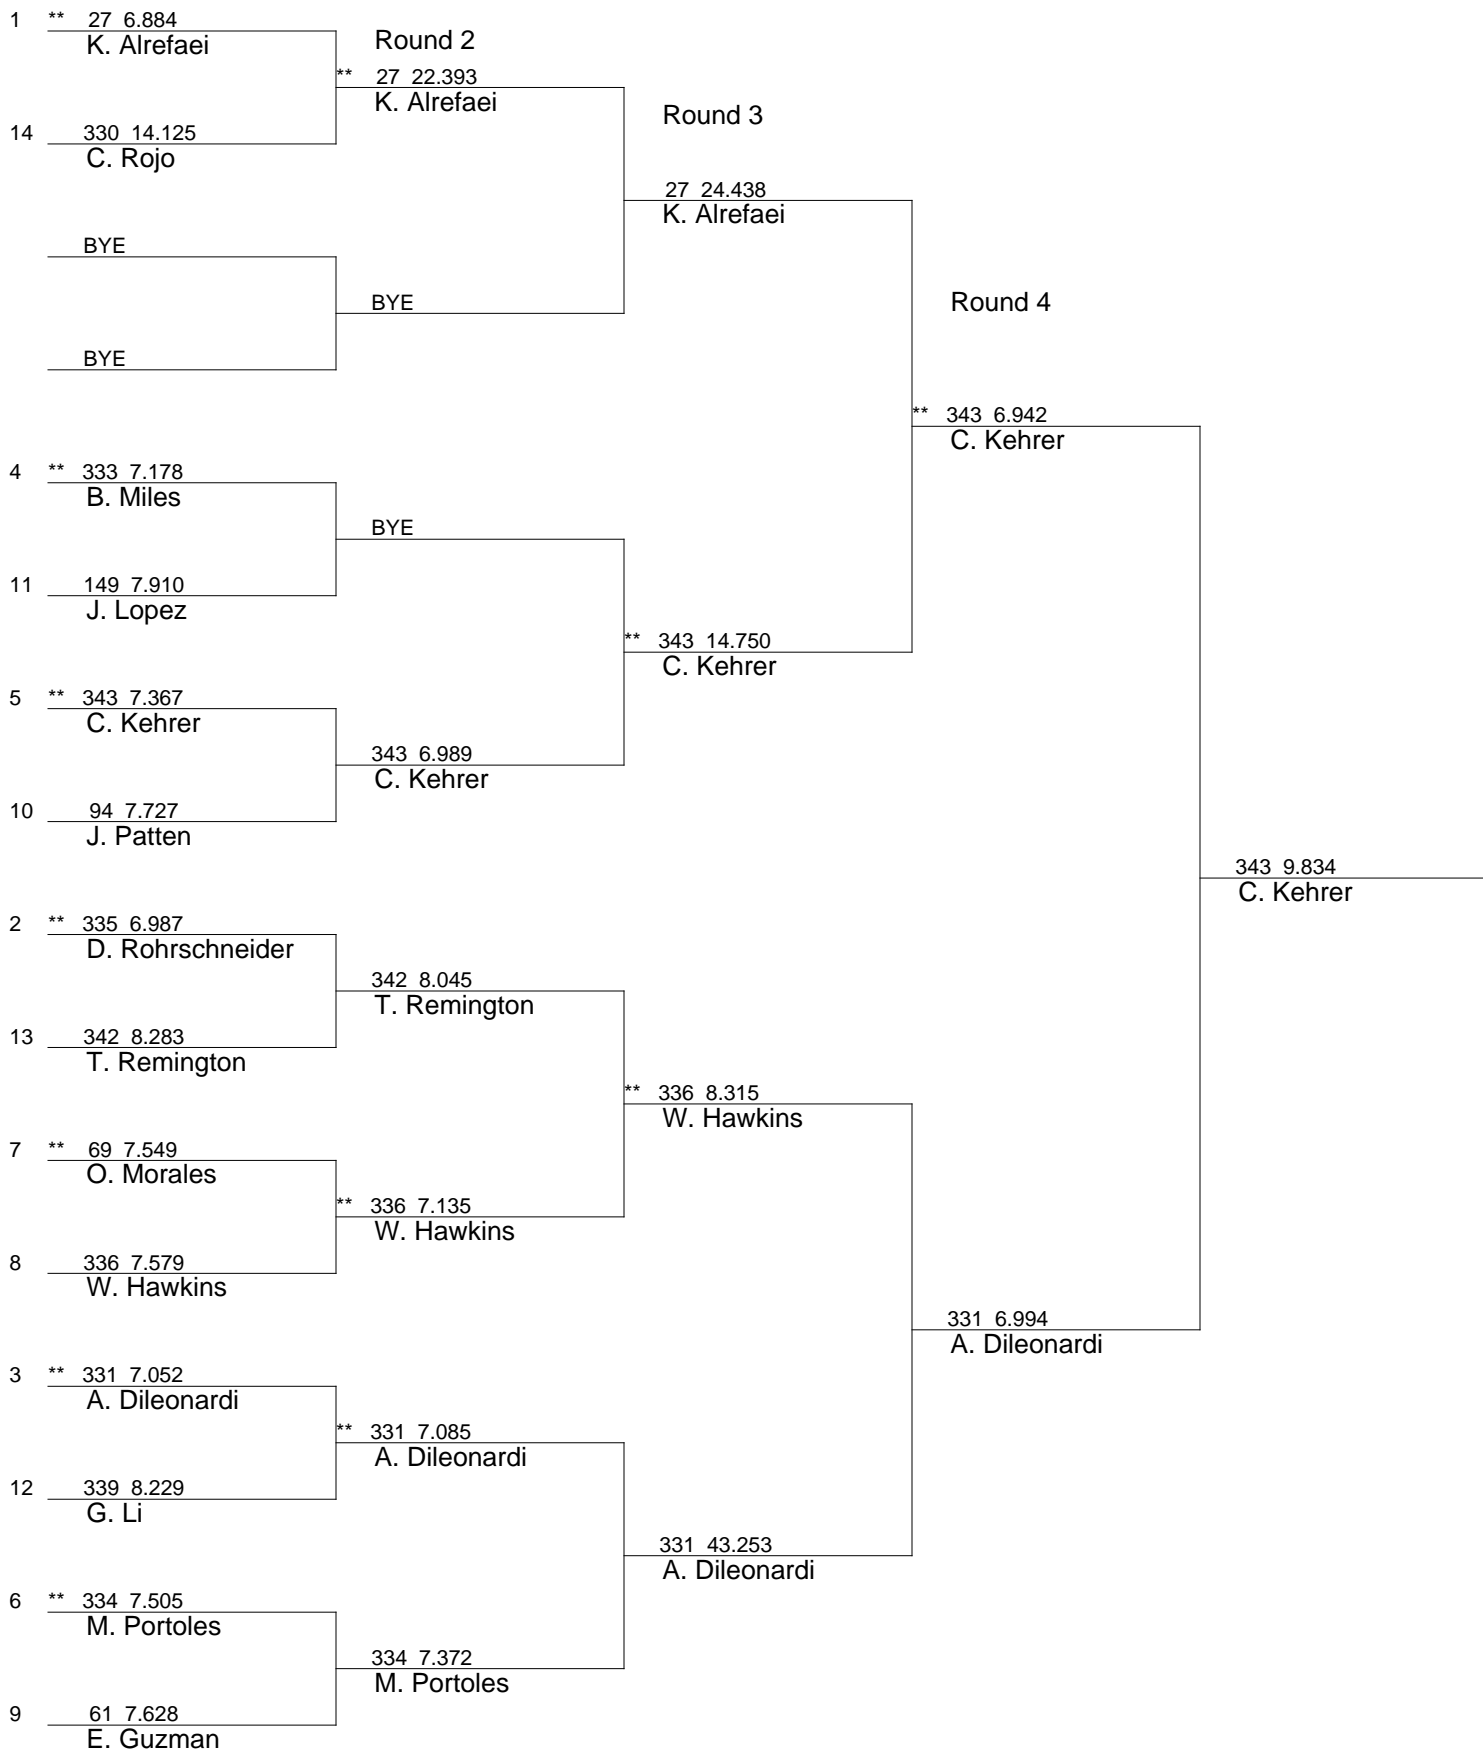 1 ** 27 6.884
K. Alrefaei
Round 2
** 27 22.393
K. Alrefaei
Round 3
14 330 14.125
C. Rojo
27 24.438
K. Alrefaei
BYE
BYE
Round 4
BYE
** 343 6.942
C. Kehrer
4 ** 333 7.178
B. Miles
BYE
11 149 7.910
J. Lopez
** 343 14.750
C. Kehrer
5 ** 343 7.367
C. Kehrer
343 6.989
C. Kehrer
10 94 7.727
J. Patten
343 9.834
C. Kehrer
2 ** 335 6.987
D. Rohrschneider
342 8.045
T. Remington
13 342 8.283
T. Remington
** 336 8.315
W. Hawkins
7 ** 69 7.549
O. Morales
** 336 7.135
W. Hawkins
8 336 7.579
W. Hawkins
331 6.994
A. Dileonardi
3 ** 331 7.052
A. Dileonardi
** 331 7.085
A. Dileonardi
12 339 8.229
G. Li
331 43.253
A. Dileonardi
6 ** 334 7.505
M. Portoles
334 7.372
M. Portoles
9 61 7.628
E. Guzman